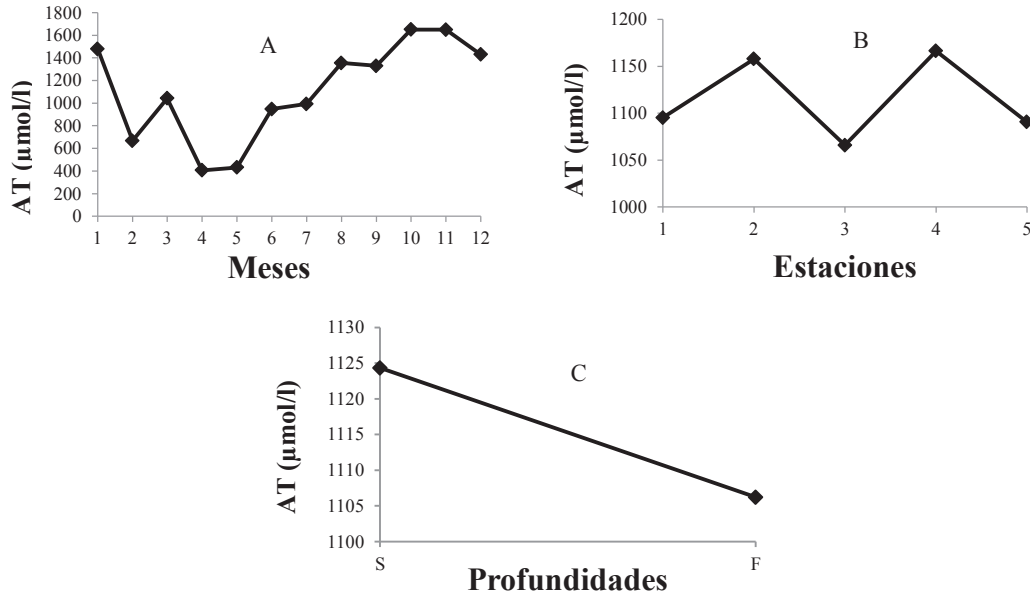 A
AT (µmol/l)
1800
1600
1400
1200
1000
800
600
400
200
0
1 2 3 4 5 6 7 8 9 10 11 12
Meses
B
AT (µmol/l)
1200
1150
1100
1050
1000
1 2 3 4 5
Estaciones
C
AT (µmol/l)
1130
1125
1120
1115
1110
1105
1100
S F
Profundidades